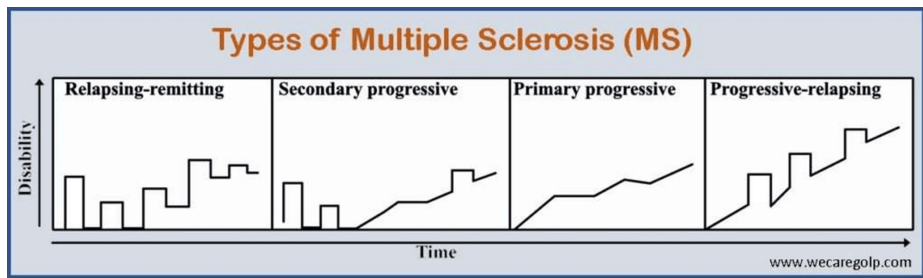 Types of Multiple Sclerosis (MS)
Relapsing-remitting
Secondary progressive
Primary progressive
Progressive-relapsing
Disability
Time
www.wecaregolp.com